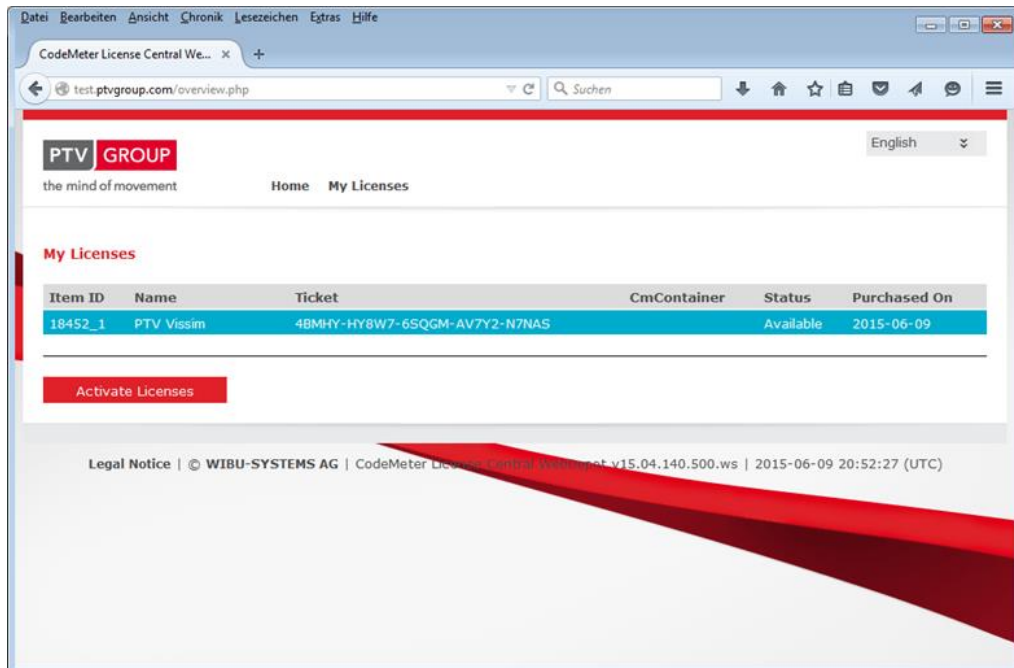 Datei Bearbeiten Ansicht Chronik Lesezeichen Extras Hilfe
CodeMeter License Central We... × +
test.ptvgroup.com/overview.php Suchen
PTV GROUP
the mind of movement
Home My Licenses
English
My Licenses
Item ID Name Ticket CmContainer Status Purchased On
18452_1 PTV Vissim 4BMHY-HY8W7-6SQGM-AV7Y2-N7NAS Available 2015-06-09
Activate Licenses
Legal Notice | © WIBU-SYSTEMS AG | CodeMeter License Central WebDepot v15.04.140.500.ws | 2015-06-09 20:52:27 (UTC)